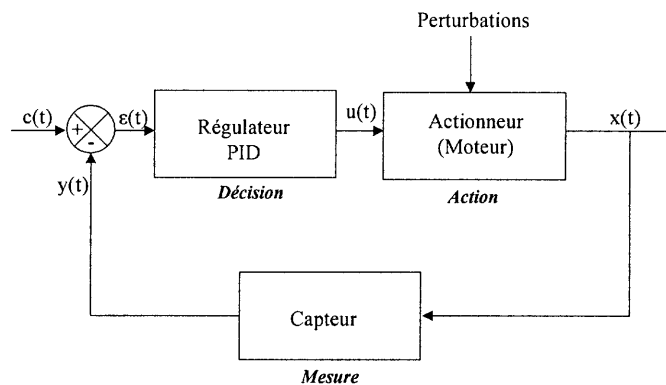 Perturbations
c(t)
+
-
ε(t)
Régulateur
PID
u(t)
Actionneur
(Moteur)
x(t)
y(t)
Décision
Action
Capteur
Mesure